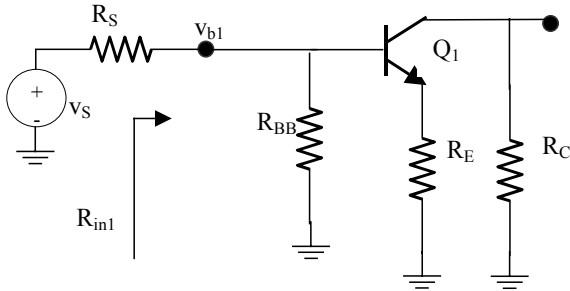 R_S
v_b1
Q_1
+
v_S
-
R_BB
R_E
R_C
R_in1